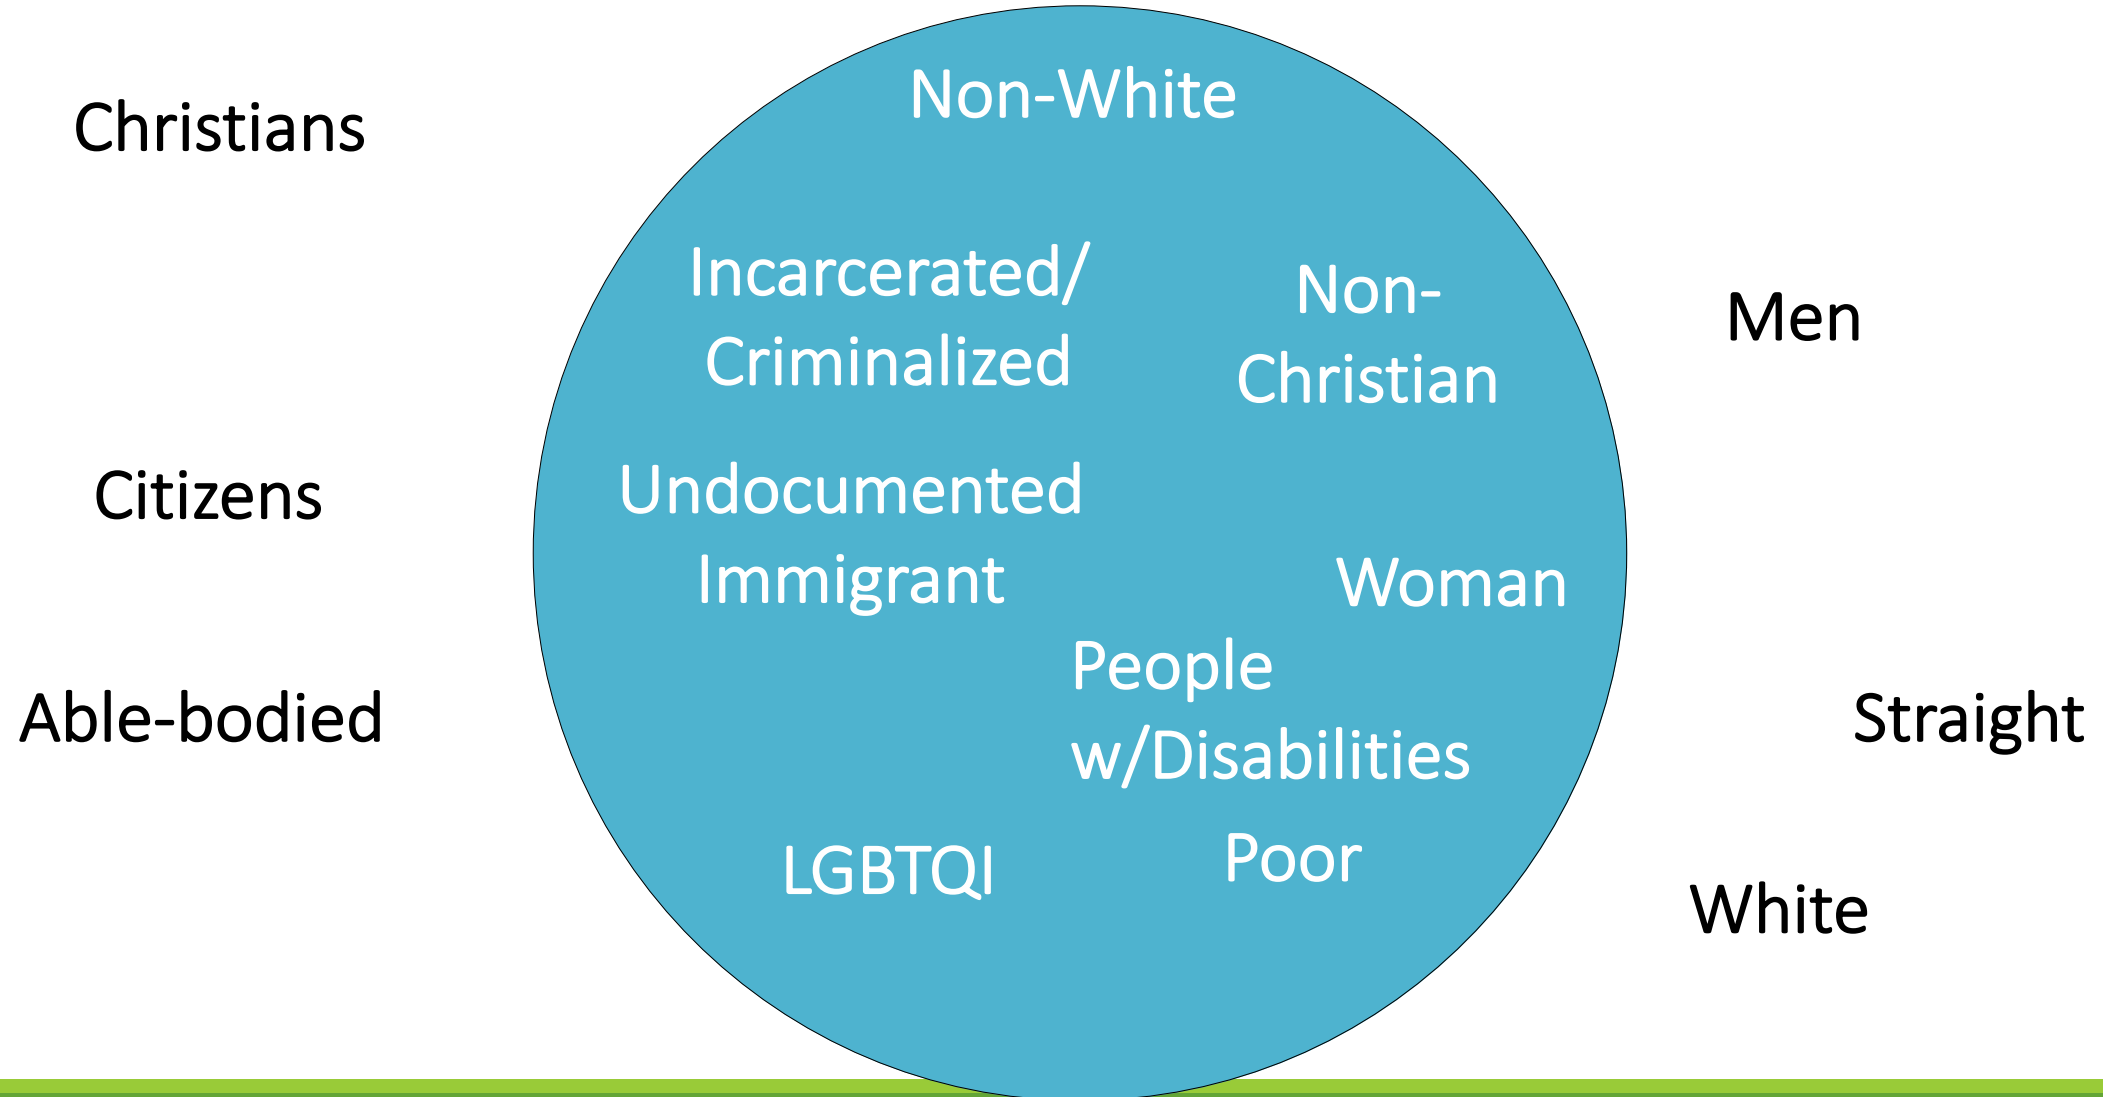 Non-White
Christians
Incarcerated/
Criminalized
Non-
Christian
Men
Citizens
Undocumented
Immigrant
Woman
People
w/Disabilities
Able-bodied
Straight
LGBTQI
Poor
White